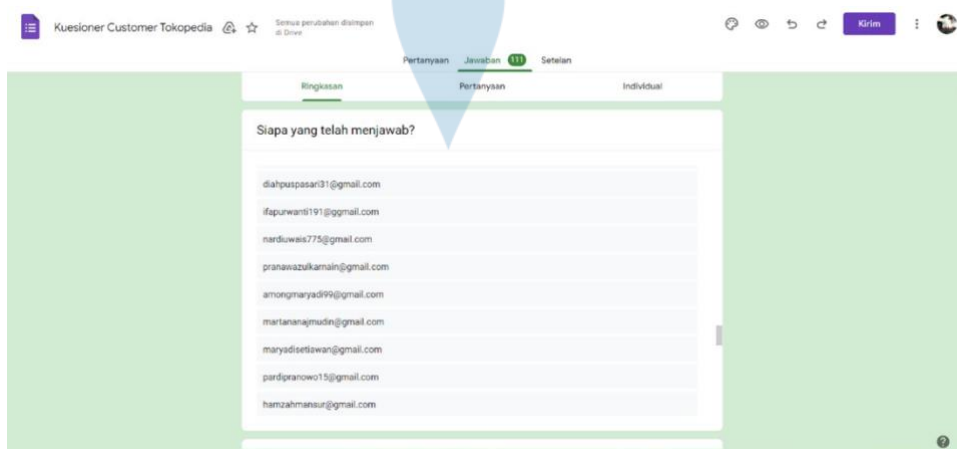 Kuesioner Customer Tokopedia
Semua perubahan disimpan
di Drive
Kirim
Pertanyaan Jawaban 111 Setelan
Ringkasan Pertanyaan Individual
Siapa yang telah menjawab?
diahpuspasari31@gmail.com
ifapurwanti191@ggmail.com
nardiuwais775@gmail.com
pranawazulkarnain@gmail.com
amongmaryadi99@gmail.com
martananajmudin@gmail.com
maryadisetiawan@gmail.com
pardipranowo15@gmail.com
hamzahmansur@gmail.com